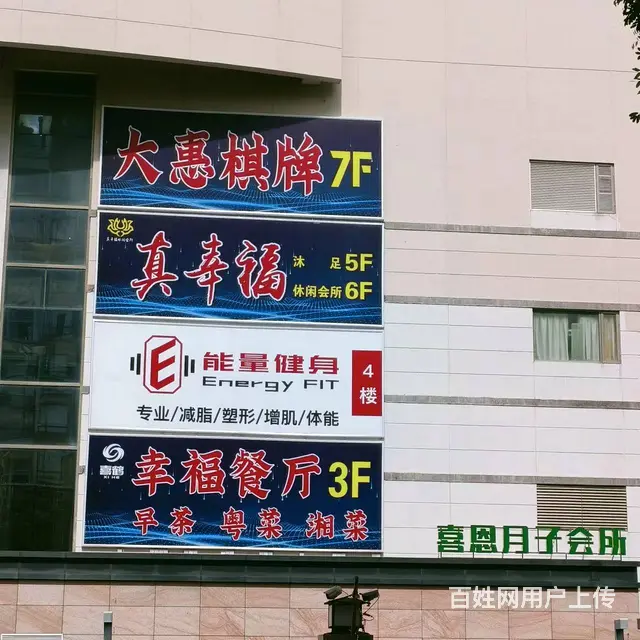 大惠棋牌 7F
真幸福 沐 足 5F
休闲会所 6F
E 能量健身
Energy FIT
4楼
专业/减脂/塑形/增肌/体能
喜鹤
XI HE
幸福餐厅 3F
早茶 粤菜 湘菜
喜恩月子会所
百姓网用户上传